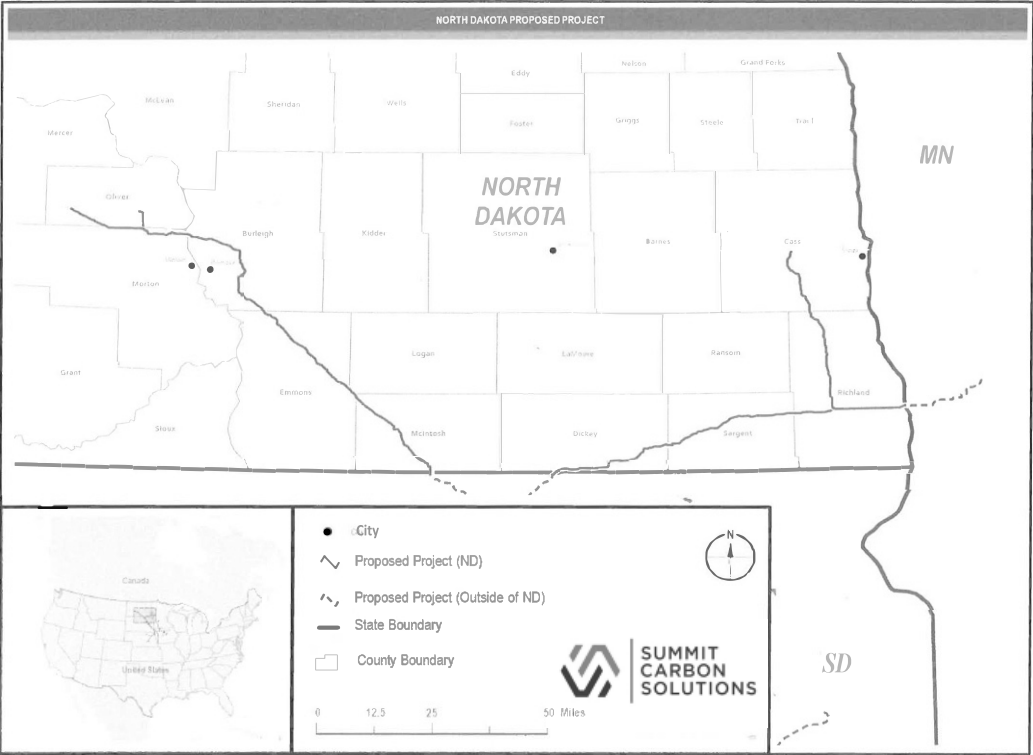 NORTH DAKOTA PROPOSED PROJECT
Eddy
Nelson
Grand Forks
McLean
Sheridan
Wells
Foster
Griggs
Steele
Mercer
MN
NORTH
DAKOTA
Oliver
Burleigh
Kidder
Stutsman
Barnes
Cass
Morton
Logan
LaMoure
Ransom
Grant
Emmons
Richland
Sioux
McIntosh
Dickey
Sargent
City
Proposed Project (ND)
Proposed Project (Outside of ND)
State Boundary
County Boundary
N
Canada
United States
SUMMIT
CARBON
SOLUTIONS
SD
0 12.5 25 50 Miles